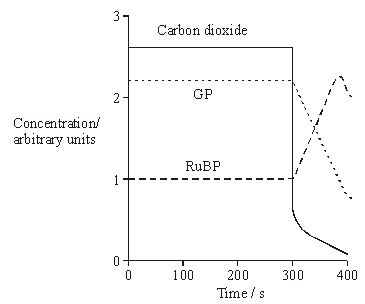 3
Carbon dioxide
2
GP
Concentration/
arbitrary units
RuBP
1
0
0 100 200 300 400
Time / s